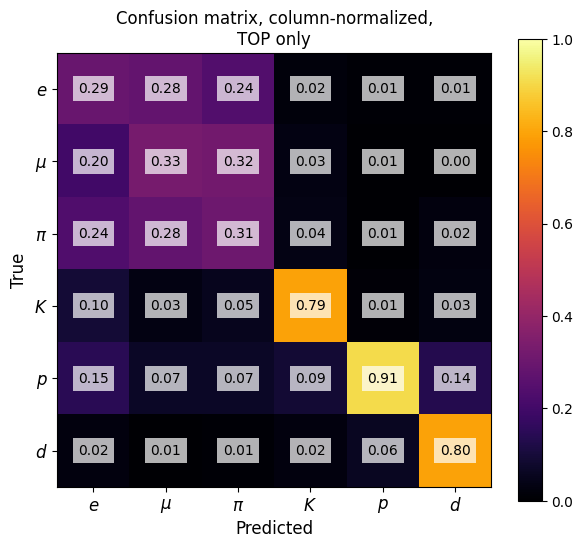 Confusion matrix, column-normalized,
TOP only
1.0
0.8
0.6
0.4
0.2
0.0
True
e 0.29 0.28 0.24 0.02 0.01 0.01
μ 0.20 0.33 0.32 0.03 0.01 0.00
π 0.24 0.28 0.31 0.04 0.01 0.02
K 0.10 0.03 0.05 0.79 0.01 0.03
p 0.15 0.07 0.07 0.09 0.91 0.14
d 0.02 0.01 0.01 0.02 0.06 0.80
e μ π K p d
Predicted